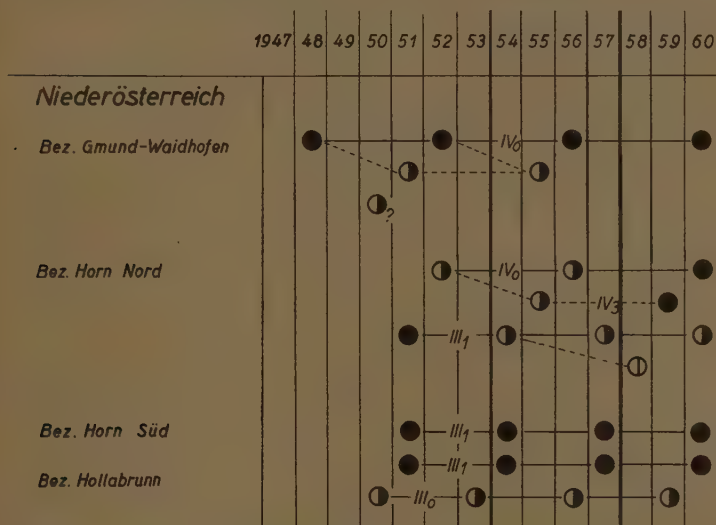 1947 48 49 50 51 52 53 54 55 56 57 58 59 60
Niederösterreich
Bez. Gmund-Waidhofen IV0
?
Bez. Horn Nord IV0
IV3
III1
Bez. Horn Süd III1
III1
Bez. Hollabrunn
III0